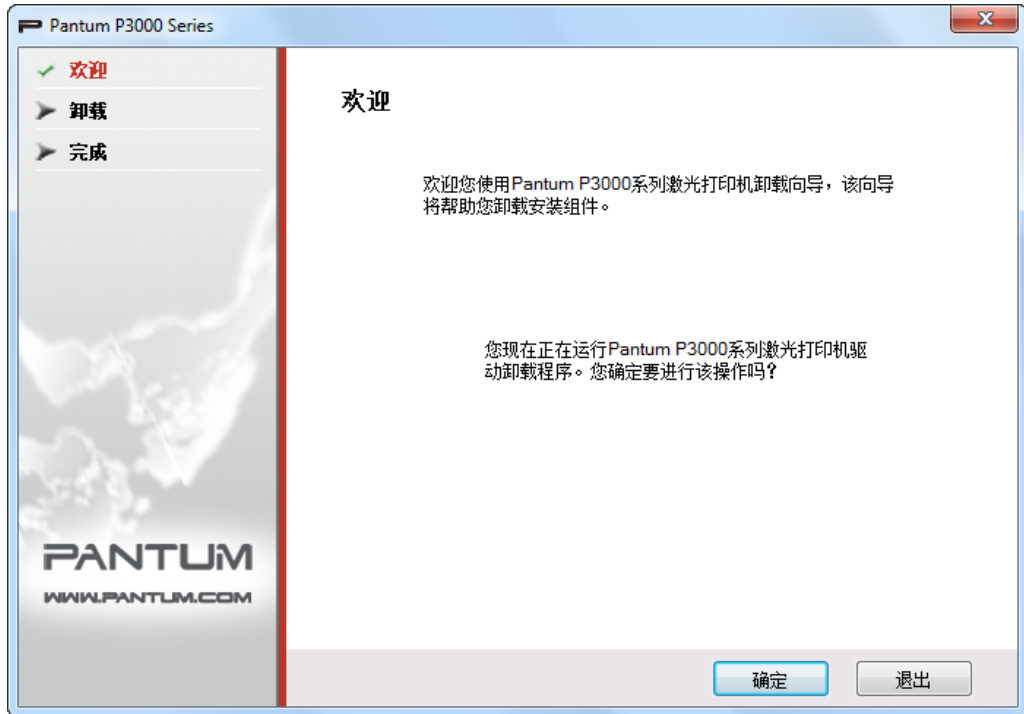 Pantum P3000 Series
欢迎
卸载
完成
欢迎
欢迎您使用Pantum P3000系列激光打印机卸载向导，该向导
将帮助您卸载安装组件。
您现在正在运行Pantum P3000系列激光打印机驱
动卸载程序。您确定要进行该操作吗？
PANTUM
WWW.PANTUM.COM
确定
退出